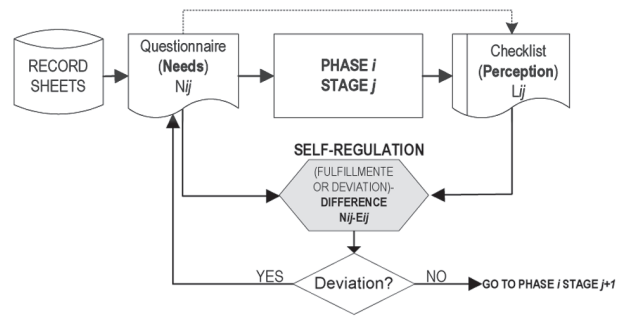 RECORD
SHEETS
Questionnaire
(Needs)
Nij
PHASE i
STAGE j
Checklist
(Perception)
Lij
SELF-REGULATION
(FULFILLMENTE
OR DEVIATION)-
DIFFERENCE
Nij-Eij
YES
Deviation?
NO
GO TO PHASE i STAGE j+1